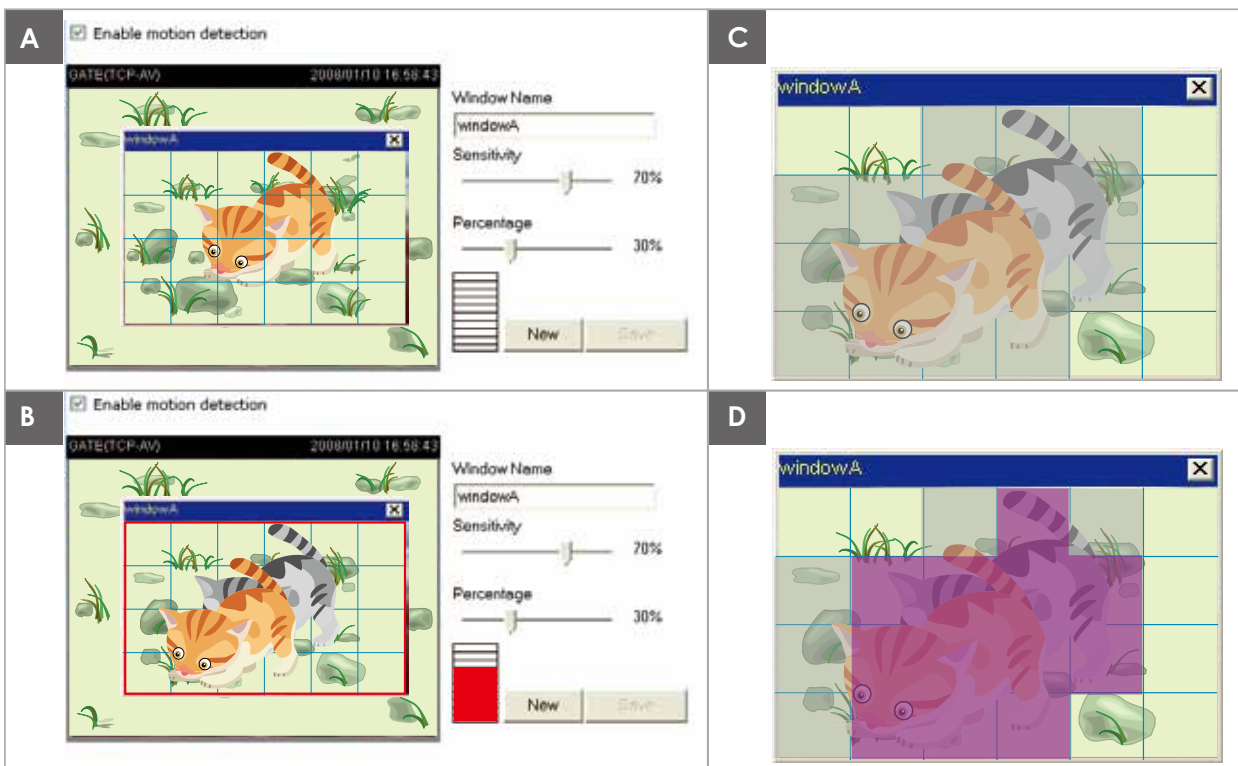 A
Enable motion detection
GATE(TCP-AV) 2008/01/10 16:58:43
windowA
Window Name
windowA
Sensitivity
70%
Percentage
30%
New Save
C
windowA
B
Enable motion detection
GATE(TCP-AV) 2008/01/10 16:58:43
windowA
Window Name
windowA
Sensitivity
70%
Percentage
30%
New Save
D
windowA